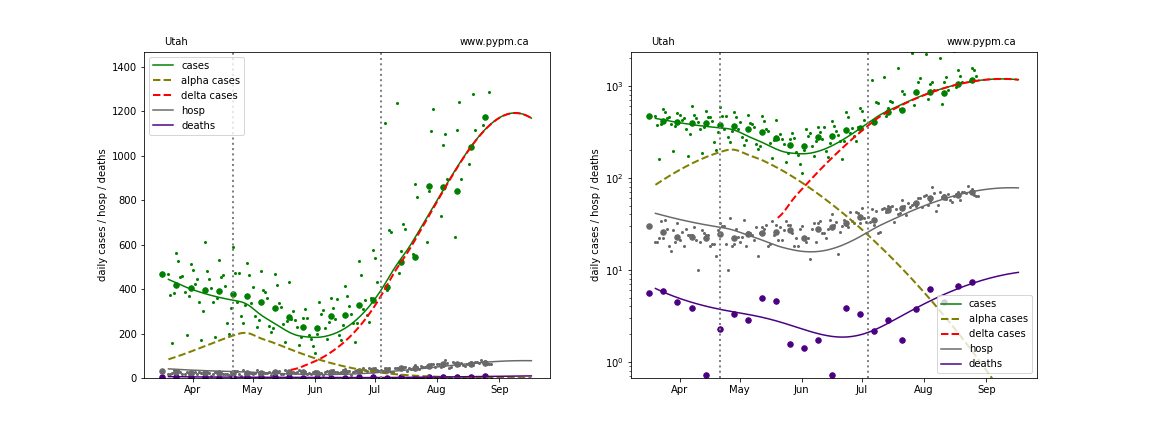 Utah www.pypm.ca
daily cases / hosp / deaths
1400
1200
1000
800
600
400
200
0
cases
alpha cases
delta cases
hosp
deaths
Apr May Jun Jul Aug Sep
Utah www.pypm.ca
daily cases / hosp / deaths
10³
10²
10¹
10⁰
cases
alpha cases
delta cases
hosp
deaths
Apr May Jun Jul Aug Sep